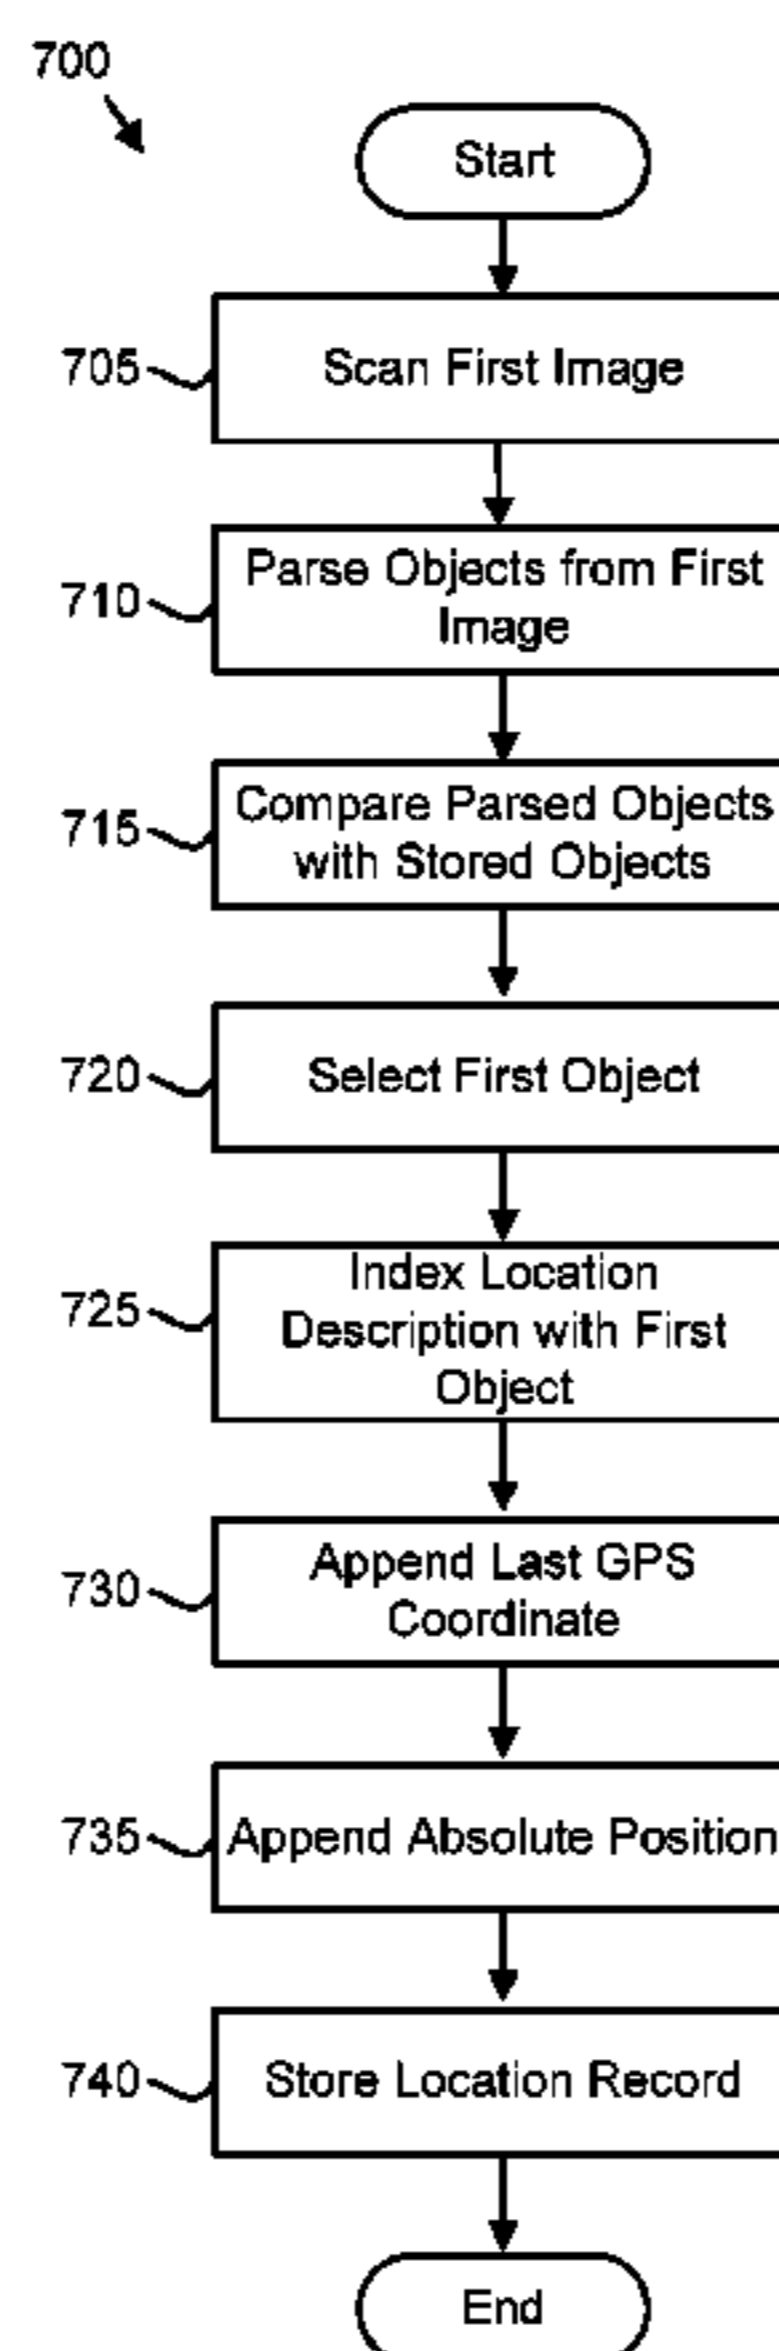 700
Start
705
Scan First Image
710
Parse Objects from First
Image
715
Compare Parsed Objects
with Stored Objects
720
Select First Object
725
Index Location
Description with First
Object
730
Append Last GPS
Coordinate
735
Append Absolute Position
740
Store Location Record
End